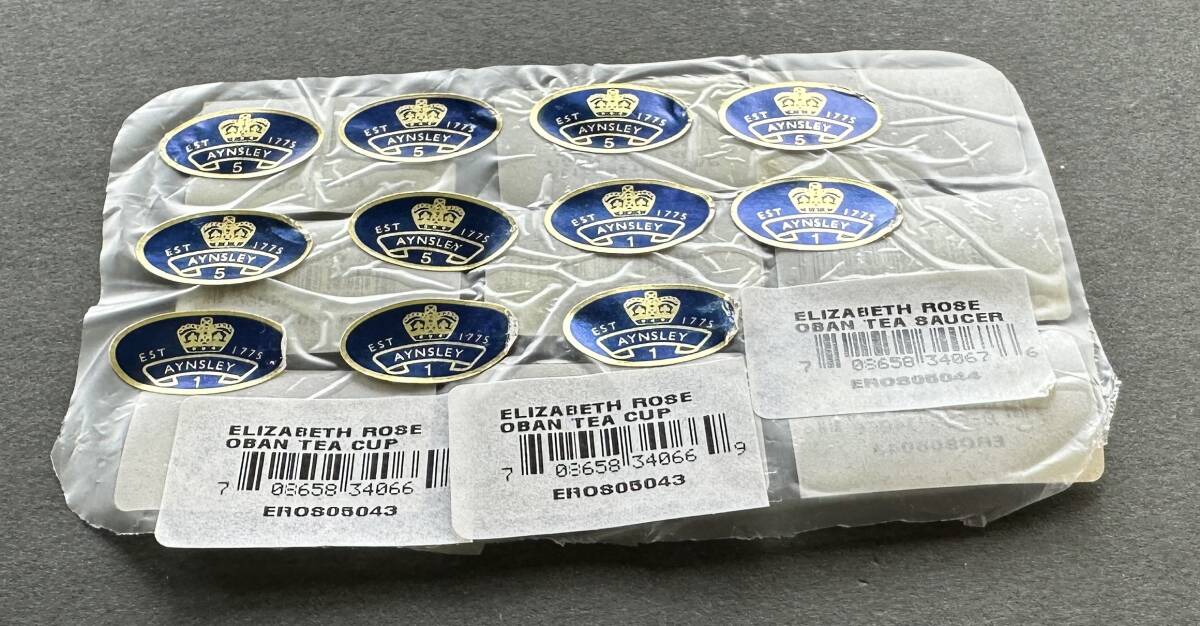 EST 1775
AYNSLEY
5
EST 1775
AYNSLEY
5
EST 1775
AYNSLEY
5
EST 1775
AYNSLEY
5
EST 1775
AYNSLEY
5
EST 1775
AYNSLEY
5
EST 1775
AYNSLEY
1
EST 1775
AYNSLEY
1
EST 1775
AYNSLEY
1
EST 1775
AYNSLEY
1
EST 1775
AYNSLEY
1
ELIZABETH ROSE
OBAN TEA SAUCER
7 08658 34067 6
EROS05044
ELIZABETH ROSE
OBAN TEA CUP
7 08658 34066
EROS05043
ELIZABETH ROSE
OBAN TEA CUP
7 08658 34066 9
EROS05043